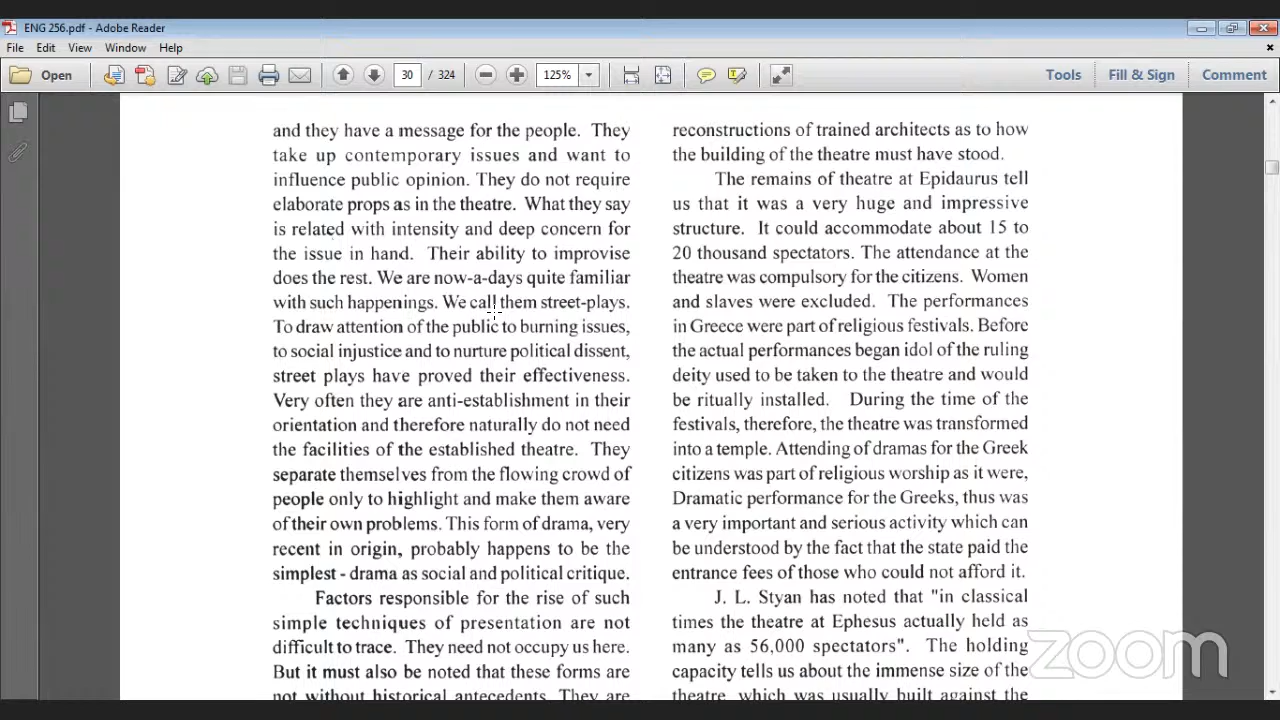 ENG 256.pdf - Adobe Reader
File Edit View Window Help
Open 30 / 324 125% Tools Fill & Sign Comment
and they have a message for the people. They
take up contemporary issues and want to
influence public opinion. They do not require
elaborate props as in the theatre. What they say
is related with intensity and deep concern for
the issue in hand. Their ability to improvise
does the rest. We are now-a-days quite familiar
with such happenings. We call them street-plays.
To draw attention of the public to burning issues,
to social injustice and to nurture political dissent,
street plays have proved their effectiveness.
Very often they are anti-establishment in their
orientation and therefore naturally do not need
the facilities of the established theatre. They
separate themselves from the flowing crowd of
people only to highlight and make them aware
of their own problems. This form of drama, very
recent in origin, probably happens to be the
simplest - drama as social and political critique.
Factors responsible for the rise of such
simple techniques of presentation are not
difficult to trace. They need not occupy us here.
But it must also be noted that these forms are
not without historical antecedents. They are
reconstructions of trained architects as to how
the building of the theatre must have stood.
The remains of theatre at Epidaurus tell
us that it was a very huge and impressive
structure. It could accommodate about 15 to
20 thousand spectators. The attendance at the
theatre was compulsory for the citizens. Women
and slaves were excluded. The performances
in Greece were part of religious festivals. Before
the actual performances began idol of the ruling
deity used to be taken to the theatre and would
be ritually installed. During the time of the
festivals, therefore, the theatre was transformed
into a temple. Attending of dramas for the Greek
citizens was part of religious worship as it were,
Dramatic performance for the Greeks, thus was
a very important and serious activity which can
be understood by the fact that the state paid the
entrance fees of those who could not afford it.
J. L. Styan has noted that "in classical
times the theatre at Ephesus actually held as
many as 56,000 spectators". The holding
capacity tells us about the immense size of the
theatre, which was usually built against the
zoom